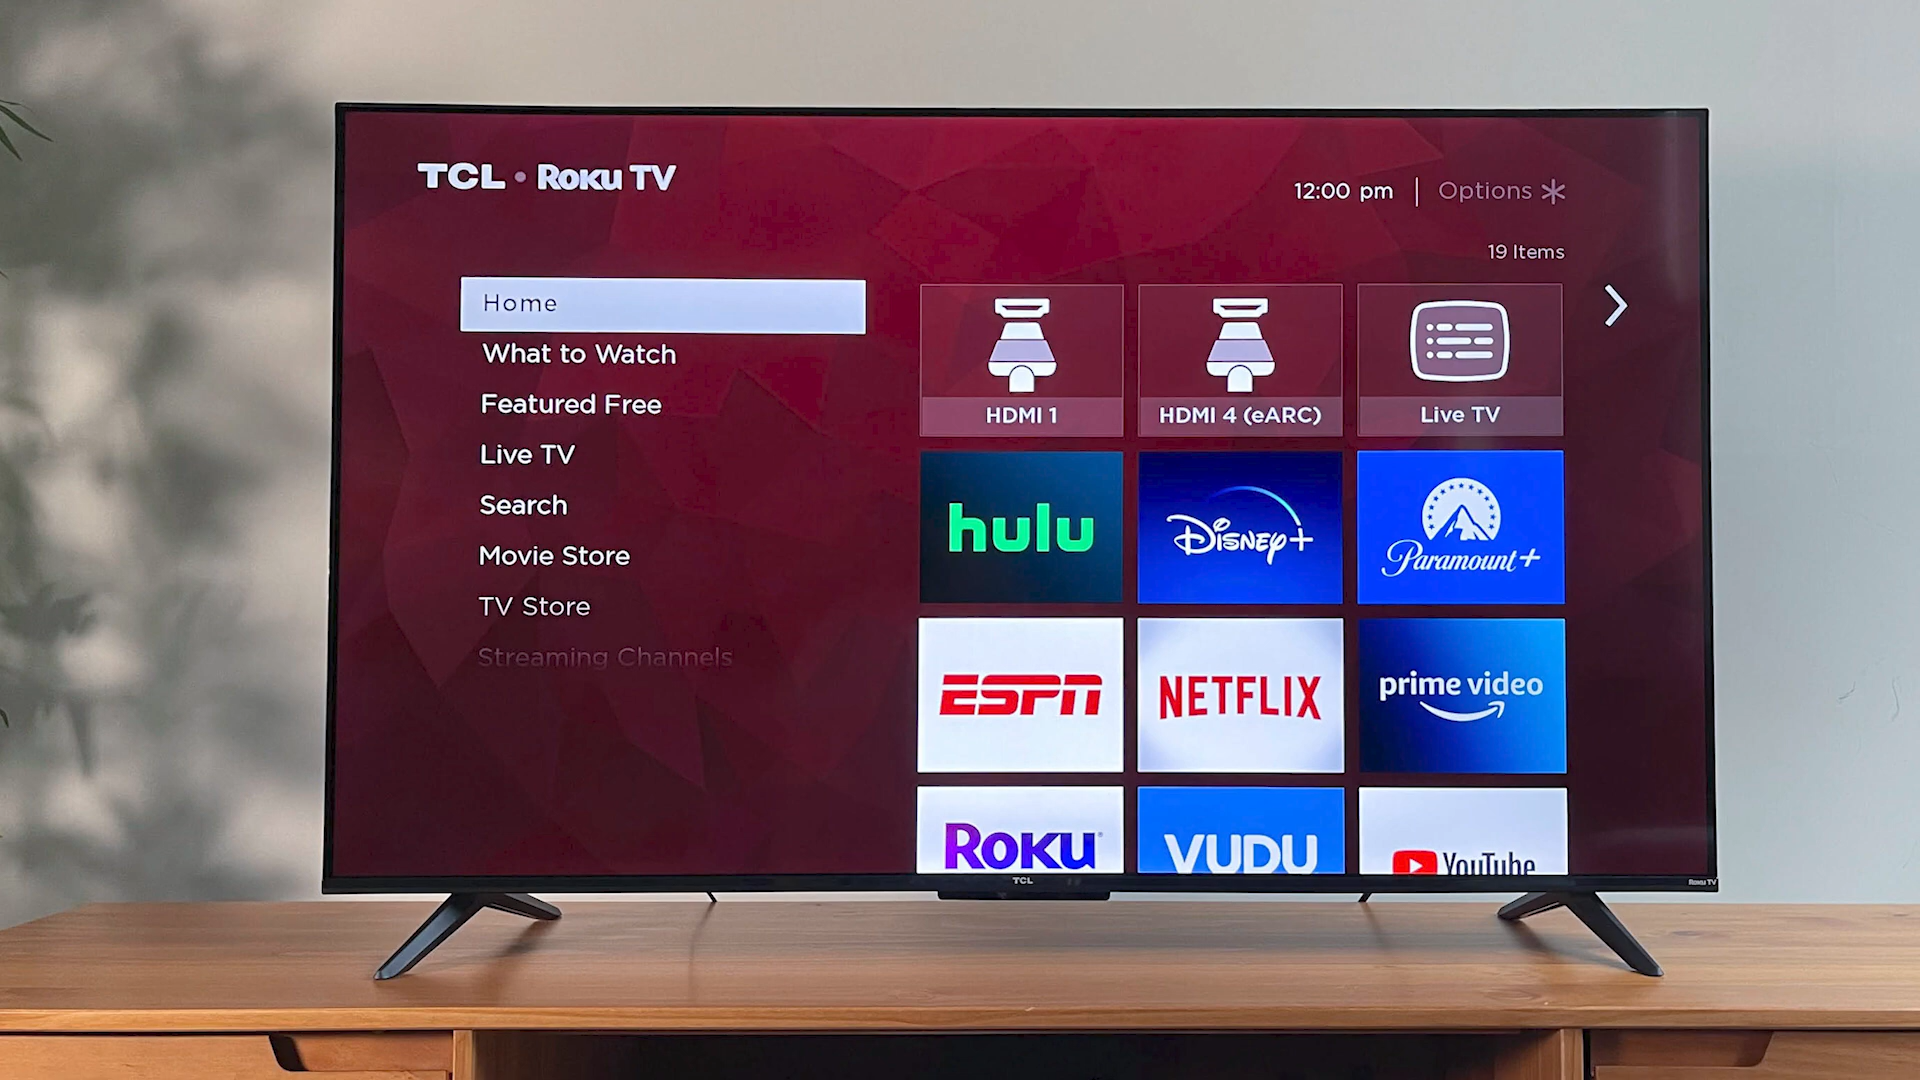 TCL • Roku TV
12:00 pm | Options
19 Items
Home
What to Watch
Featured Free
Live TV
Search
Movie Store
TV Store
Streaming Channels
HDMI 1
HDMI 4 (eARC)
Live TV
hulu
Disney+
Paramount+
ESPN
NETFLIX
prime video
Roku
VUDU
YouTube
TCL
Roku TV